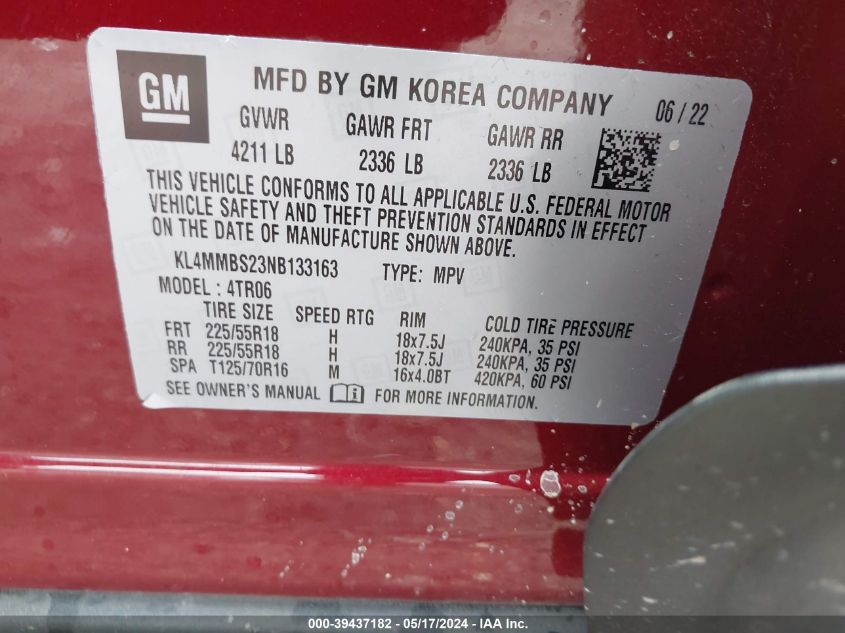 GM
MFD BY GM KOREA COMPANY 06 / 22
GVWR GAWR FRT GAWR RR
4211 LB 2336 LB 2336 LB
THIS VEHICLE CONFORMS TO ALL APPLICABLE U.S. FEDERAL MOTOR
VEHICLE SAFETY AND THEFT PREVENTION STANDARDS IN EFFECT
ON THE DATE OF MANUFACTURE SHOWN ABOVE.
KL4MMBS23NB133163 TYPE: MPV
MODEL : 4TR06
TIRE SIZE SPEED RTG RIM COLD TIRE PRESSURE
FRT 225/55R18 H 18x7.5J 240KPA, 35 PSI
RR 225/55R18 H 18x7.5J 240KPA, 35 PSI
SPA T125/70R16 M 16x4.0BT 420KPA, 60 PSI
SEE OWNER'S MANUAL FOR MORE INFORMATION.
000-39437182 - 05/17/2024 - IAA Inc.